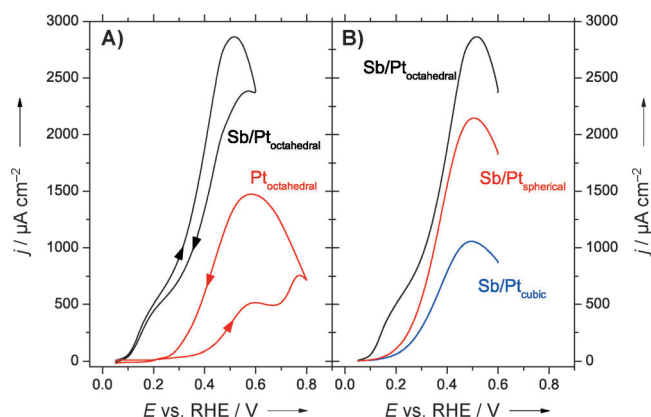 A)
B)
3000
2500
2000
1500
1000
500
0
j / µA cm⁻²
Sb/Pt_octahedral
Pt_octahedral
0.0 0.2 0.4 0.6 0.8
E vs. RHE / V
Sb/Pt_octahedral
Sb/Pt_spherical
Sb/Pt_cubic
0.0 0.2 0.4 0.6 0.8
E vs. RHE / V
3000
2500
2000
1500
1000
500
0
j / µA cm⁻²